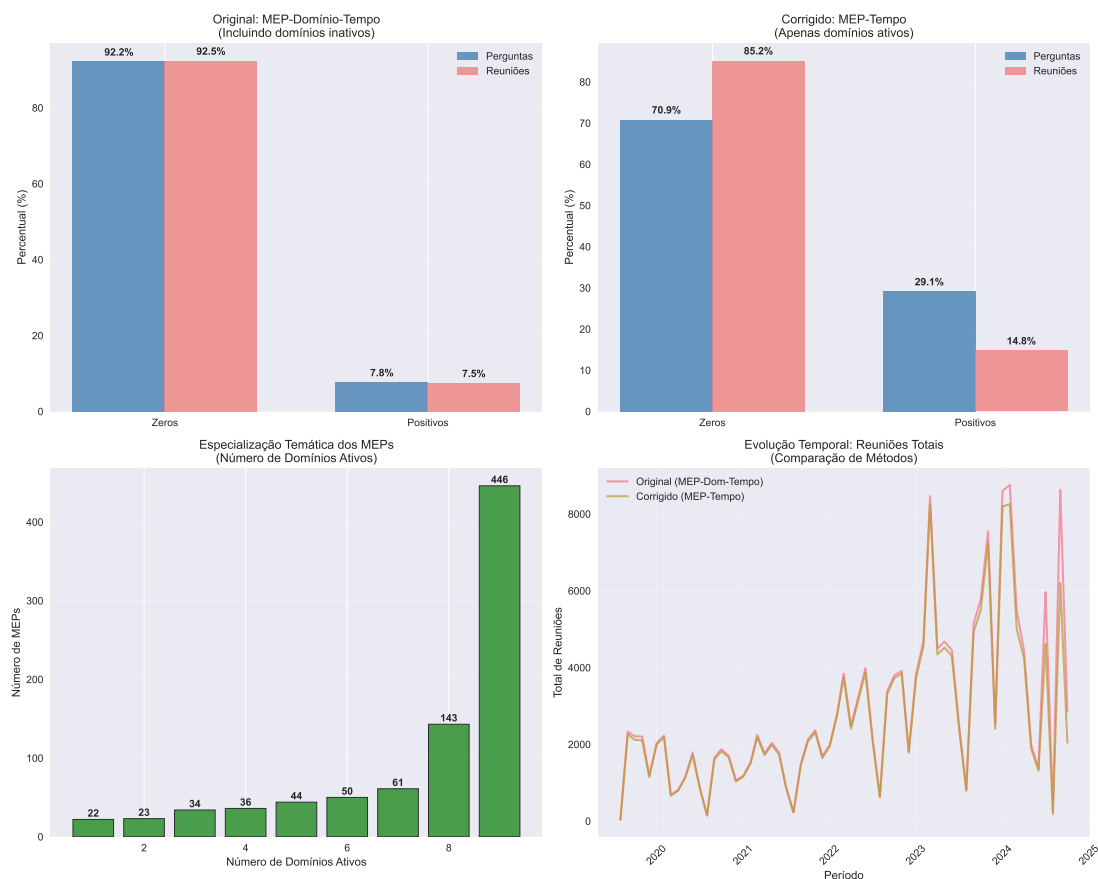 Original: MEP-Domínio-Tempo
(Incluindo domínios inativos)
Percentual (%)
0
20
40
60
80
92.2%
92.5%
7.8%
7.5%
Perguntas
Reuniões
Zeros
Positivos
Corrigido: MEP-Tempo
(Apenas domínios ativos)
Percentual (%)
0
10
20
30
40
50
60
70
80
70.9%
85.2%
29.1%
14.8%
Perguntas
Reuniões
Zeros
Positivos
Especialização Temática dos MEPs
(Número de Domínios Ativos)
Número de MEPs
0
100
200
300
400
22
23
34
36
44
50
61
143
446
2
4
6
8
Número de Domínios Ativos
Evolução Temporal: Reuniões Totais
(Comparação de Métodos)
Total de Reuniões
0
2000
4000
6000
8000
Original (MEP-Dom-Tempo)
Corrigido (MEP-Tempo)
2020
2021
2022
2023
2024
2025
Período